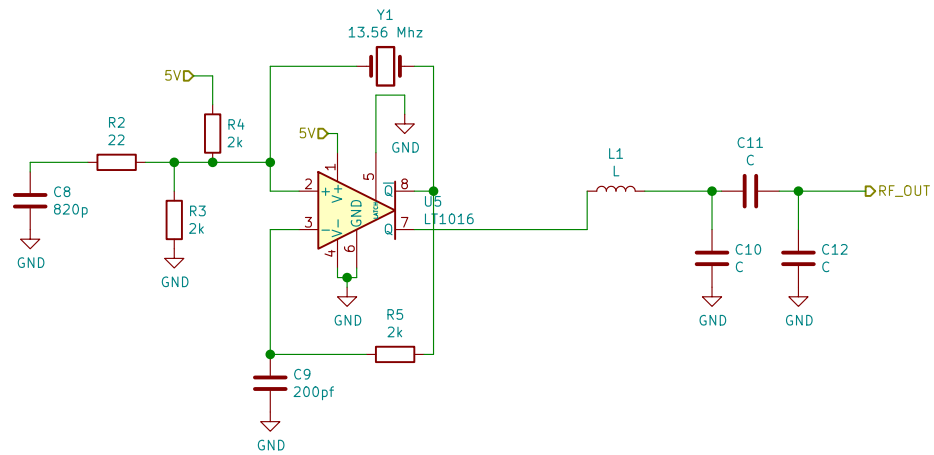 Y1
13.56 Mhz
5V
R2
22
R4
2k
5V
GND
C11
C
L1
L
C8
820p
R3
2k
1
2
+
V+
5
LATCH
Q
8
U5
LT1016
RF_OUT
3
-
GND
V-
Q
7
4
6
C10
C
C12
C
GND
GND
GND
GND
GND
R5
2k
C9
200pf
GND